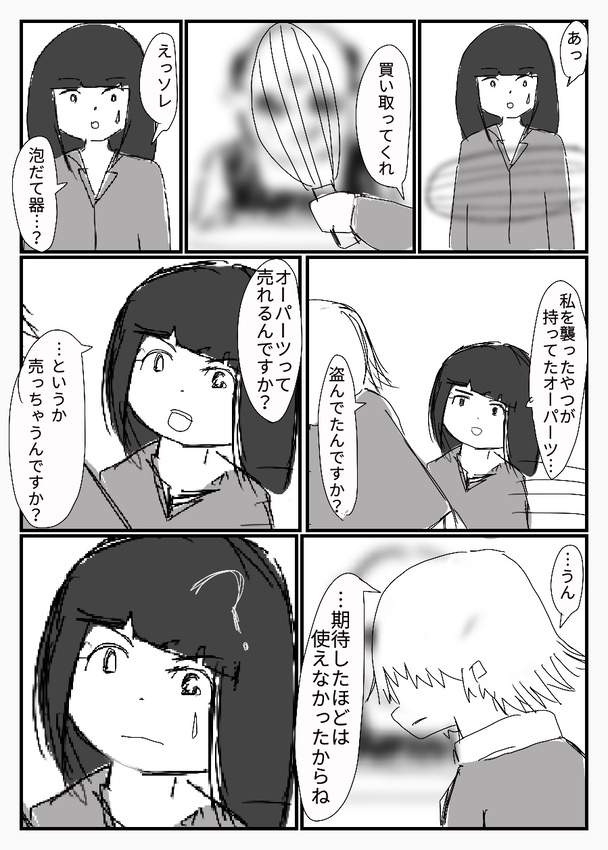 あっ
買い取ってくれ
えっソレ
泡だて器…?
私を襲ったやつが
持ってたオーパーツ…
盗んでたんですか?
オーパーツって
売れるんですか?
…というか
売っちゃうんですか?
…うん
…期待したほどは
使えなかったからね